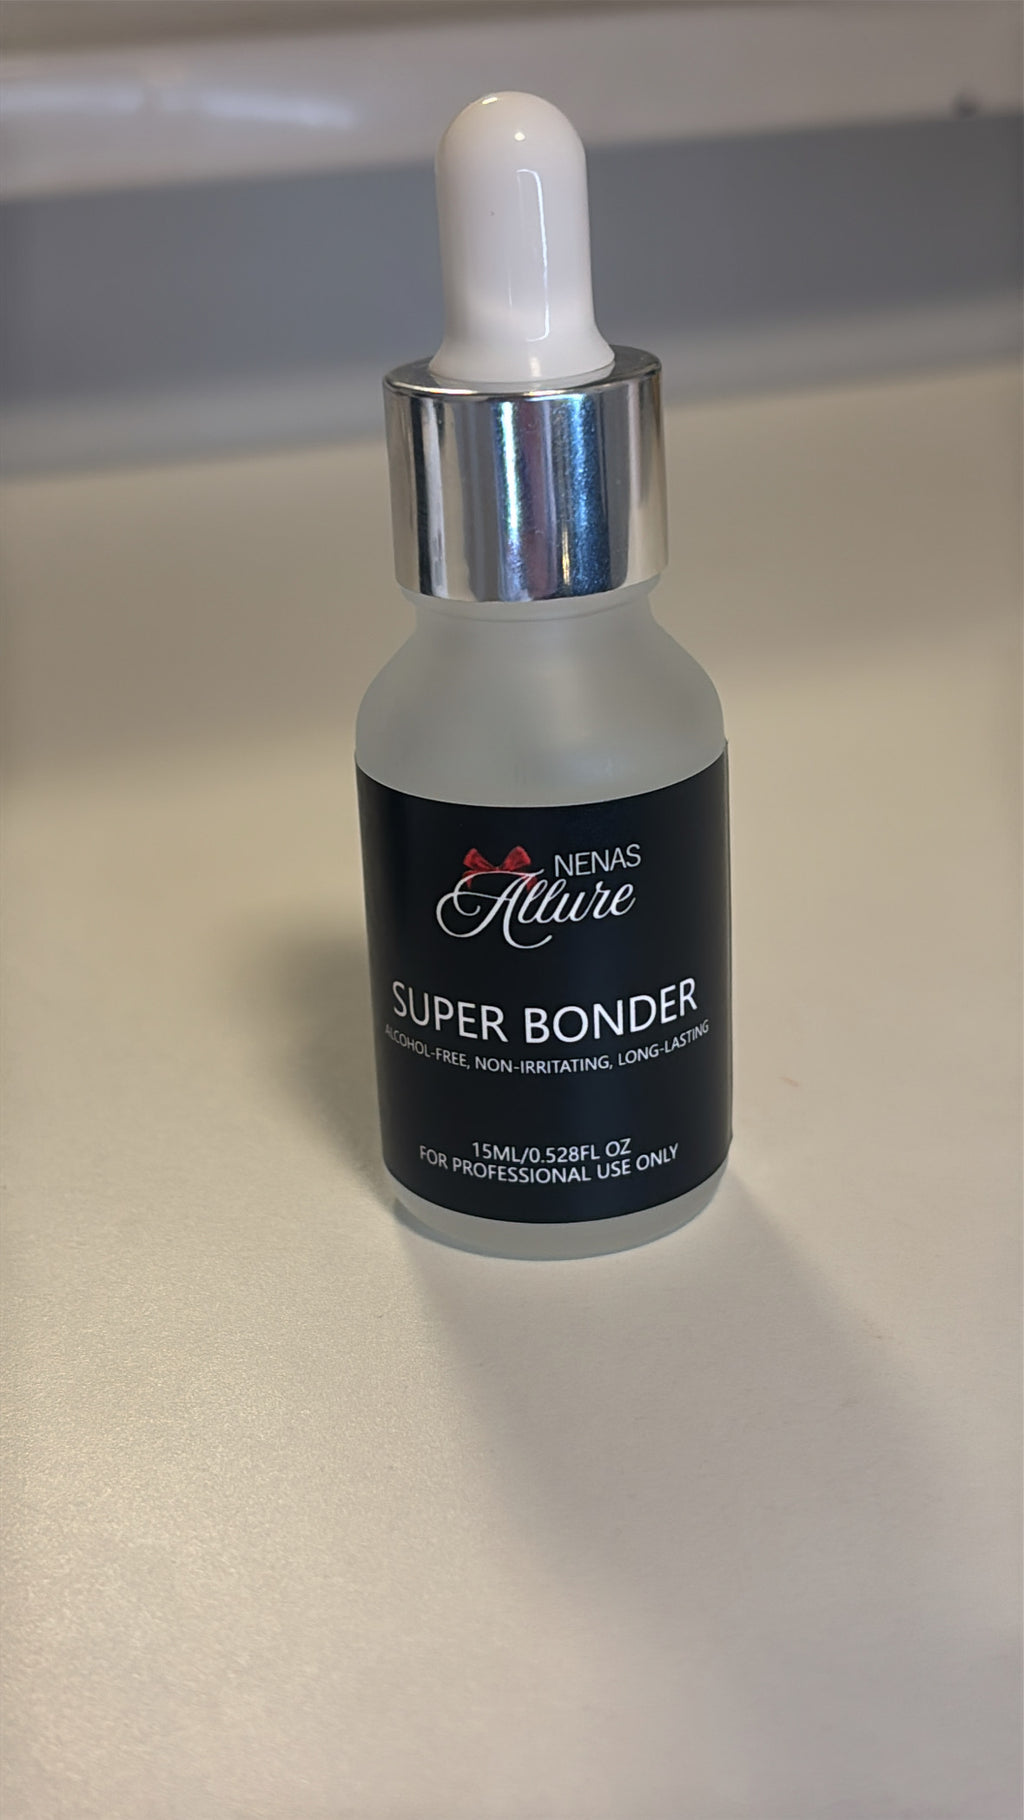 NENAS
Allure
SUPER BONDER
ALCOHOL-FREE, NON-IRRITATING, LONG-LASTING
15ML/0.528FL OZ
FOR PROFESSIONAL USE ONLY